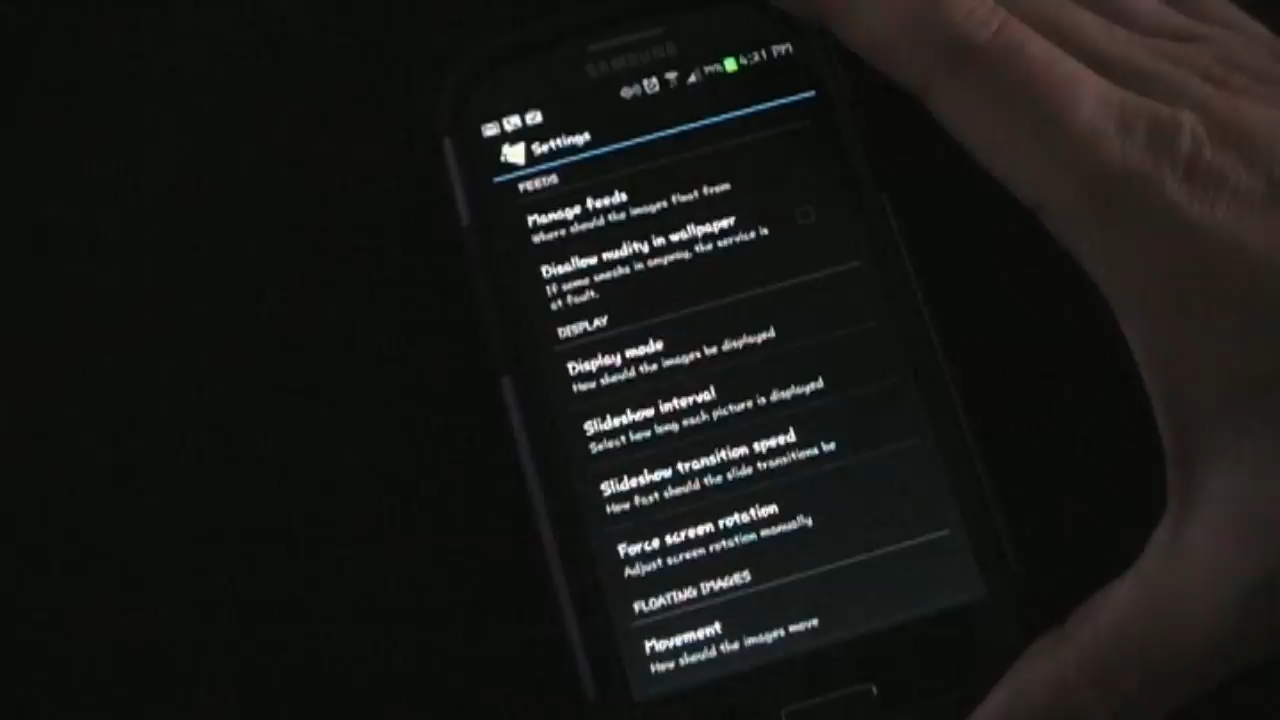 SAMSUNG
4:31 PM
Settings
FEEDS
Manage feeds
Where should the images float from
Disallow nudity in wallpaper
If some sneaks in anyway, the service is
at fault.
DISPLAY
Display mode
How should the images be displayed
Slideshow interval
Select how long each picture is displayed
Slideshow transition speed
How fast should the slide transitions be
Force screen rotation
Adjust screen rotation manually
FLOATING IMAGES
Movement
How should the images move